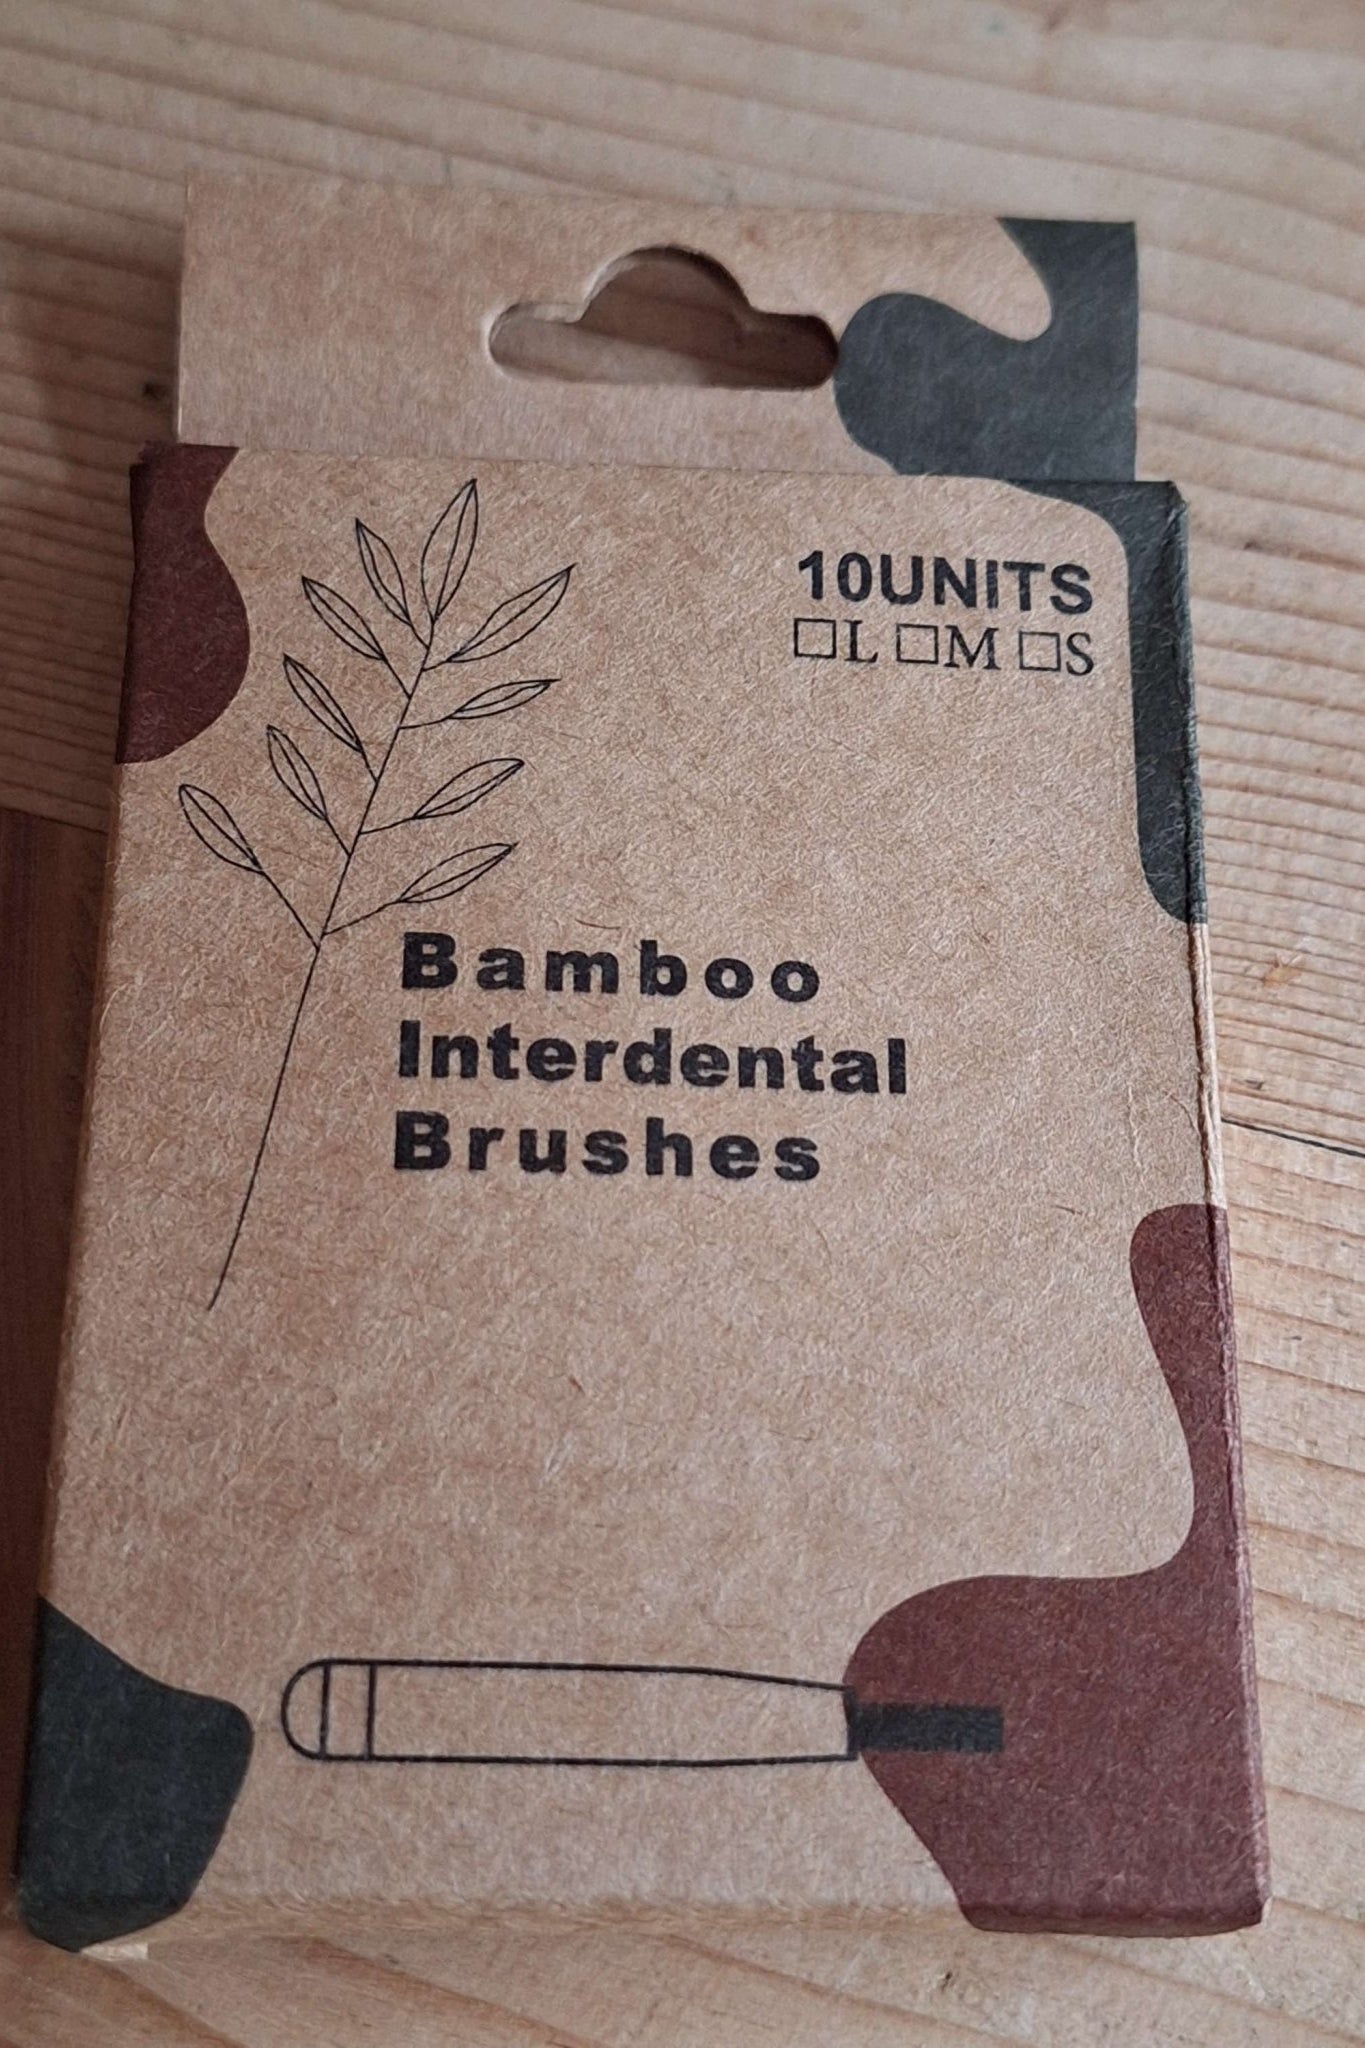 10UNITS
□L □M □S
Bamboo
Interdental
Brushes